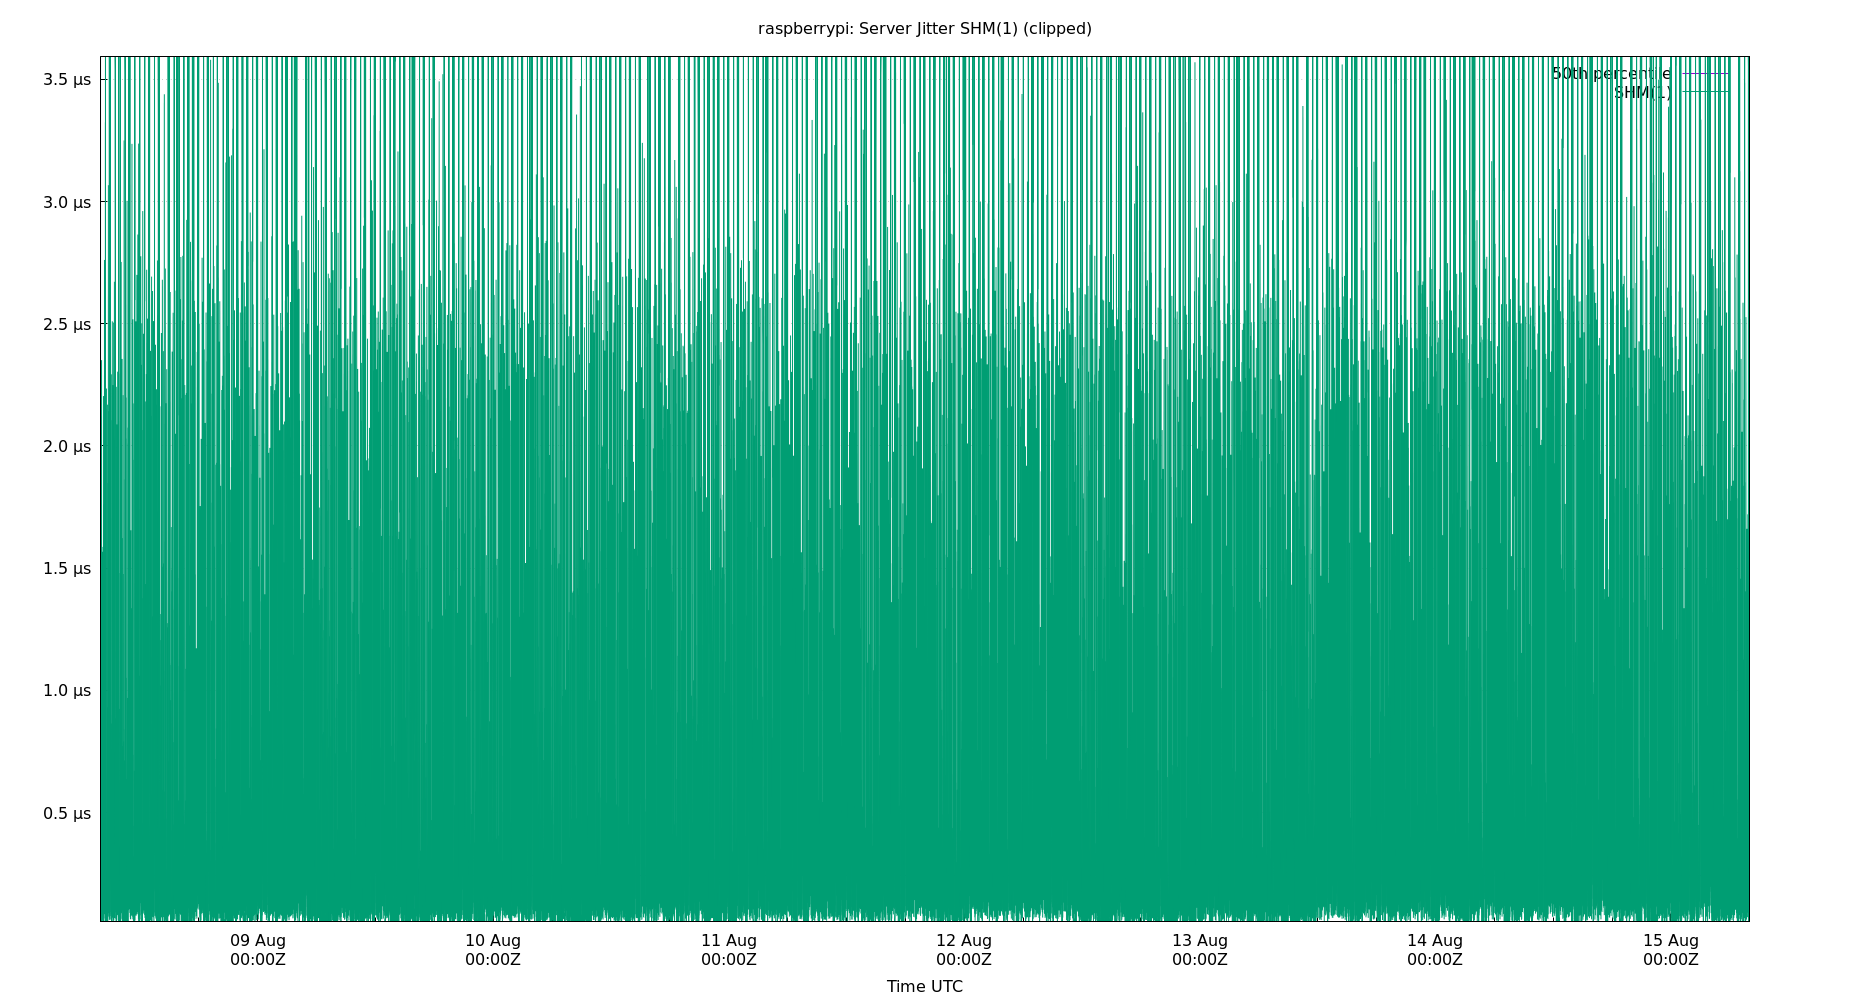 raspberrypi: Server Jitter SHM(1) (clipped)
3.5 µs
50th percentile
SHM(1)
3.0 µs
2.5 µs
2.0 µs
1.5 µs
1.0 µs
0.5 µs
09 Aug 10 Aug 11 Aug 12 Aug 13 Aug 14 Aug 15 Aug
00:00Z 00:00Z 00:00Z 00:00Z 00:00Z 00:00Z 00:00Z
Time UTC